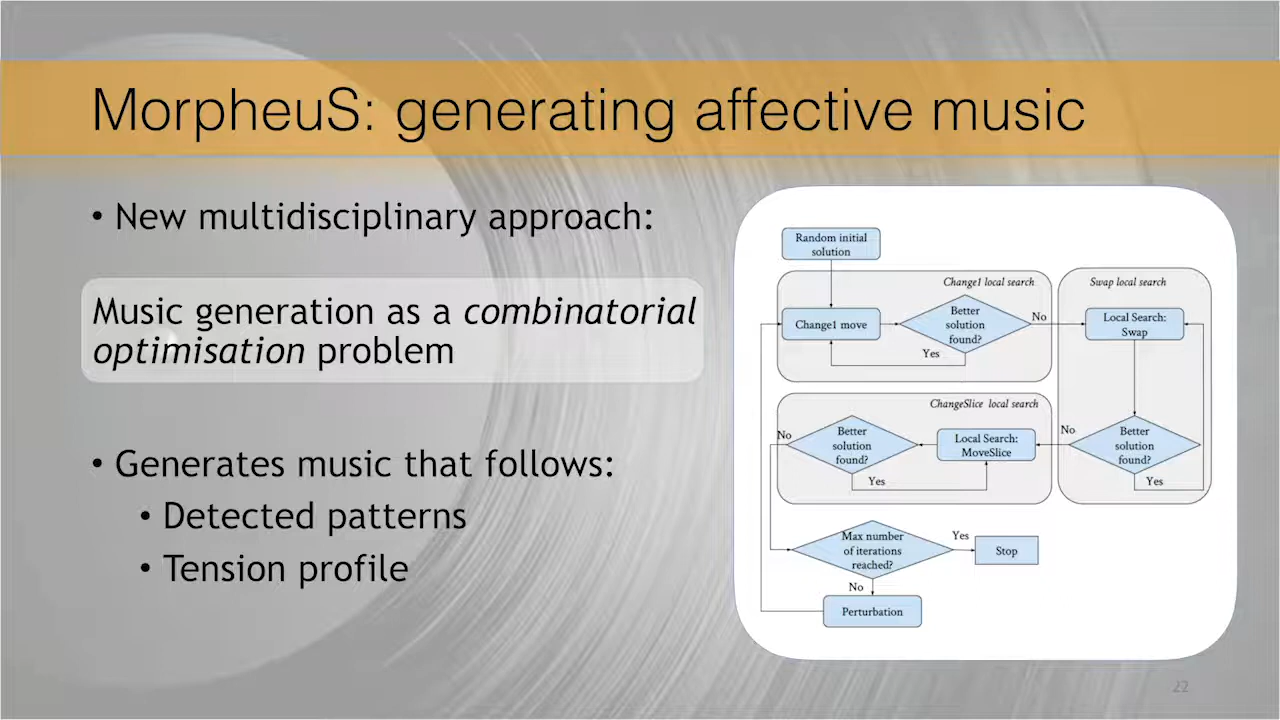 MorpheuS: generating affective music
• New multidisciplinary approach:
Music generation as a combinatorial
optimisation problem
• Generates music that follows:
• Detected patterns
• Tension profile
Random initial
solution
Change1 local search
Change1 move
Better
solution
found?
No
Yes
Swap local search
Local Search:
Swap
Better
solution
found?
No
Yes
ChangeSlice local search
Local Search:
MoveSlice
Better
solution
found?
No
Yes
Max number
of iterations
reached?
Yes
Stop
No
Perturbation
22